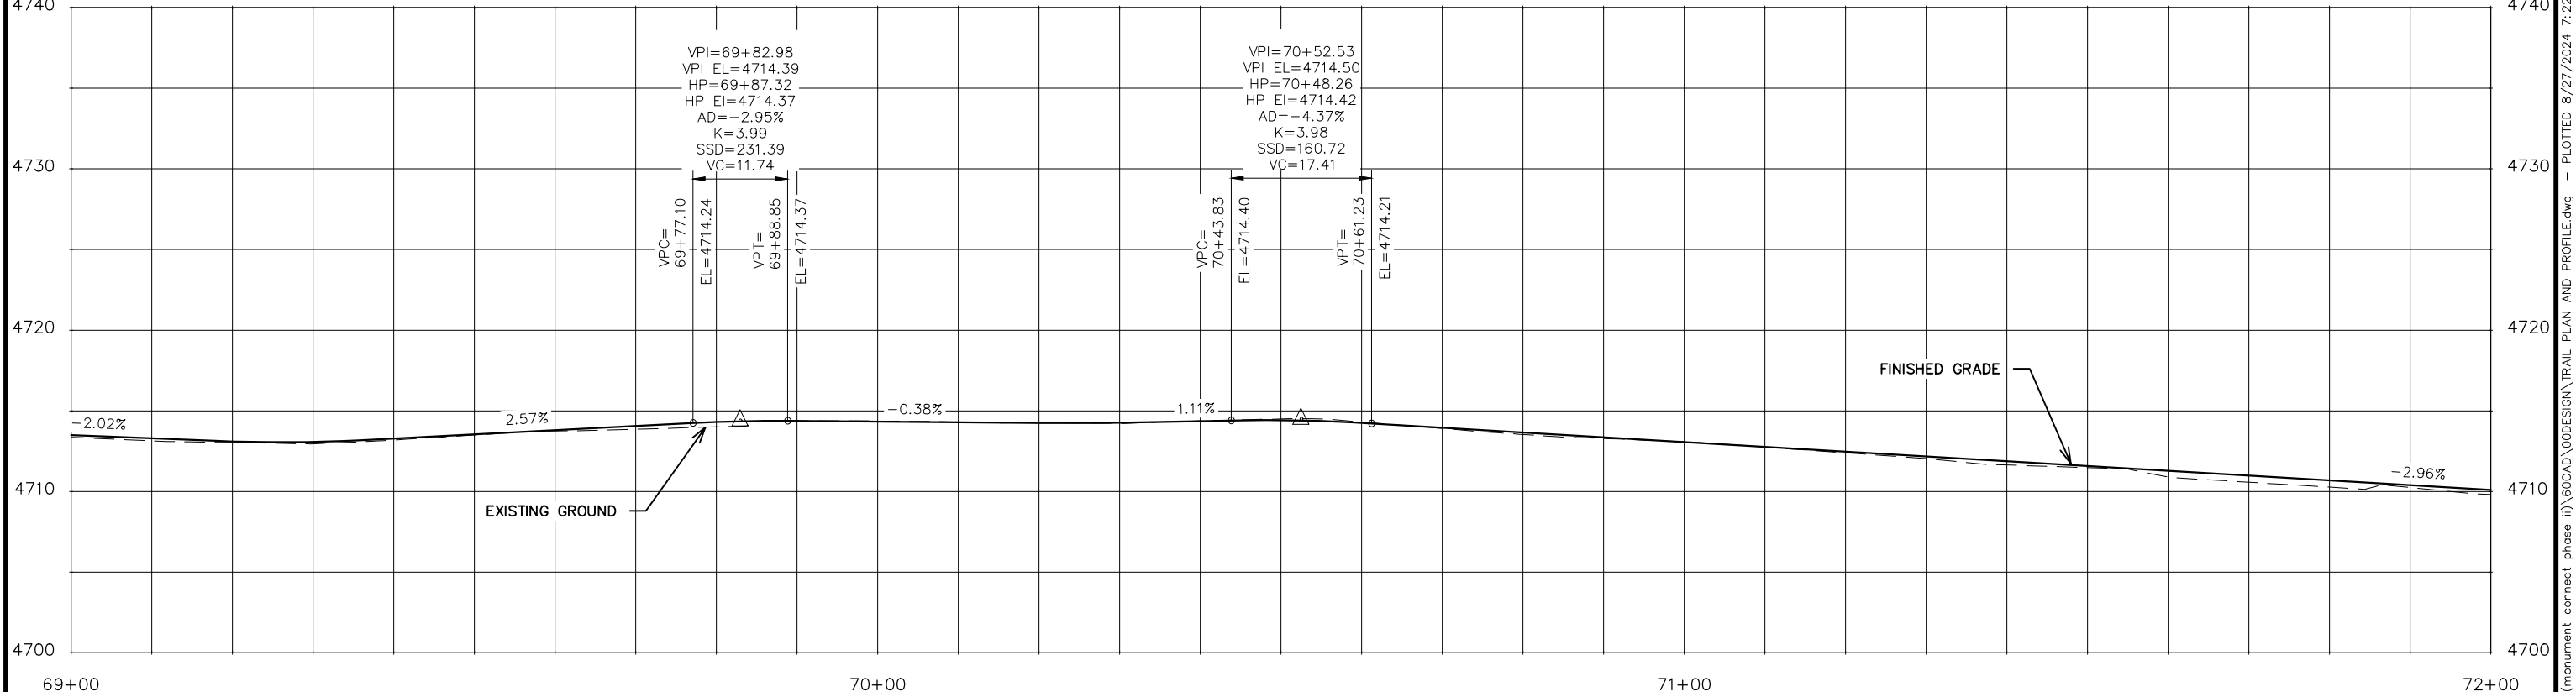 4740
4740
VPI=69+82.98
VPI EL=4714.39
HP=69+87.32
HP El=4714.37
AD=-2.95%
K=3.99
SSD=231.39
VC=11.74
VPI=70+52.53
VPI EL=4714.50
HP=70+48.26
HP El=4714.42
AD=-4.37%
K=3.98
SSD=160.72
VC=17.41
4730
4730
VPC=
69+77.10
EL=4714.24
VPT=
69+88.85
EL=4714.37
VPC=
70+43.83
EL=4714.40
VPT=
70+61.23
EL=4714.21
4720
4720
FINISHED GRADE
-2.02%
2.57%
-0.38%
1.11%
-2.96%
4710
4710
EXISTING GROUND
4700
4700
69+00
70+00
71+00
72+00
(monument connect phase ii)\60CAD\00DESIGN\TRAIL PLAN AND PROFILE.dwg - PLOTTED 8/27/2024 7:22